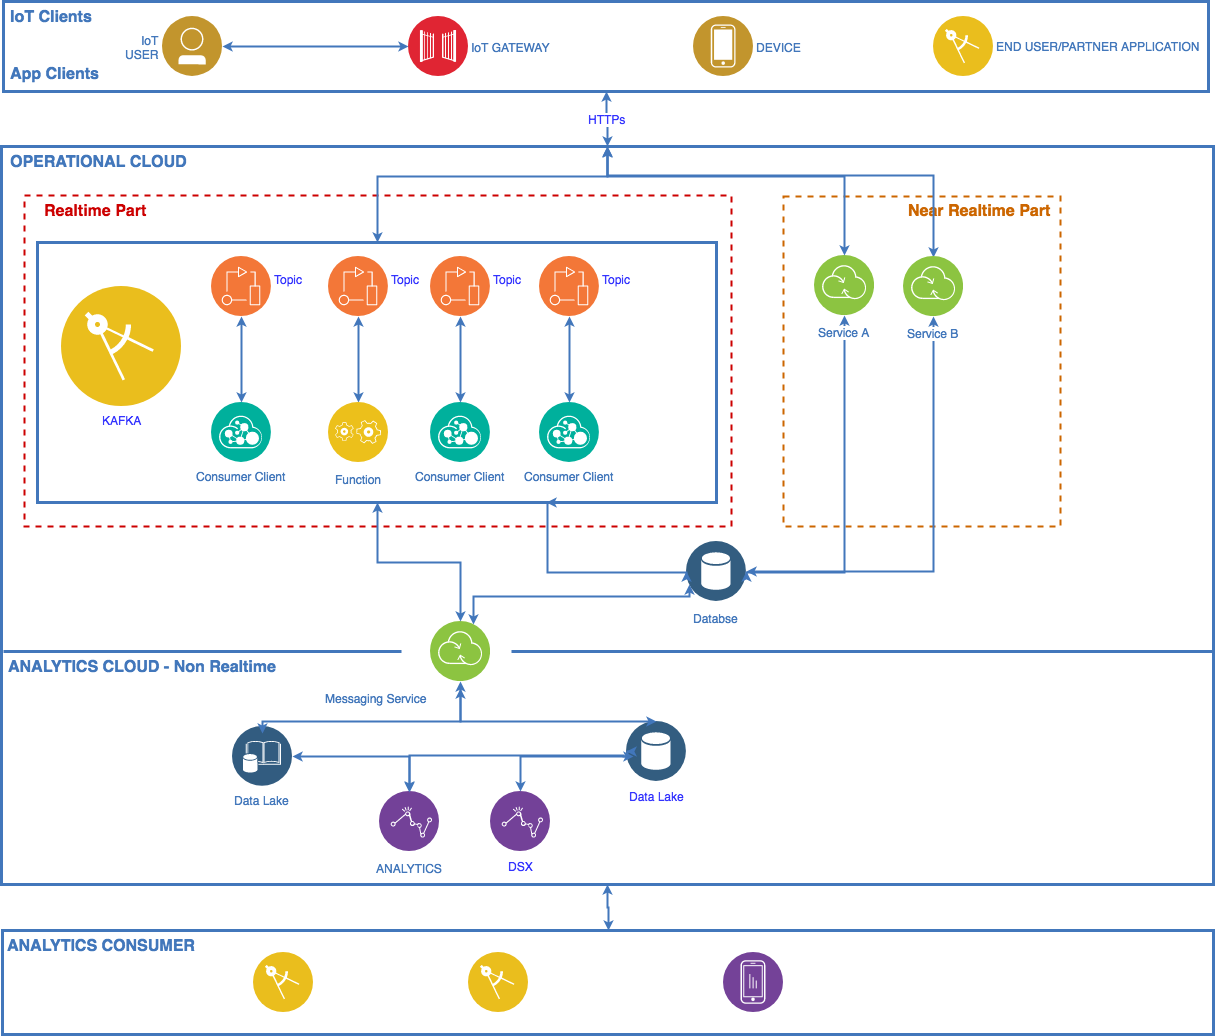 IoT Clients
IoT
USER
IoT GATEWAY
DEVICE
END USER/PARTNER APPLICATION
App Clients
HTTPs
OPERATIONAL CLOUD
Realtime Part
Near Realtime Part
Topic
Topic
Topic
Topic
Service A
Service B
KAFKA
Consumer Client
Function
Consumer Client
Consumer Client
Databse
ANALYTICS CLOUD - Non Realtime
Messaging Service
Data Lake
Data Lake
ANALYTICS
DSX
ANALYTICS CONSUMER